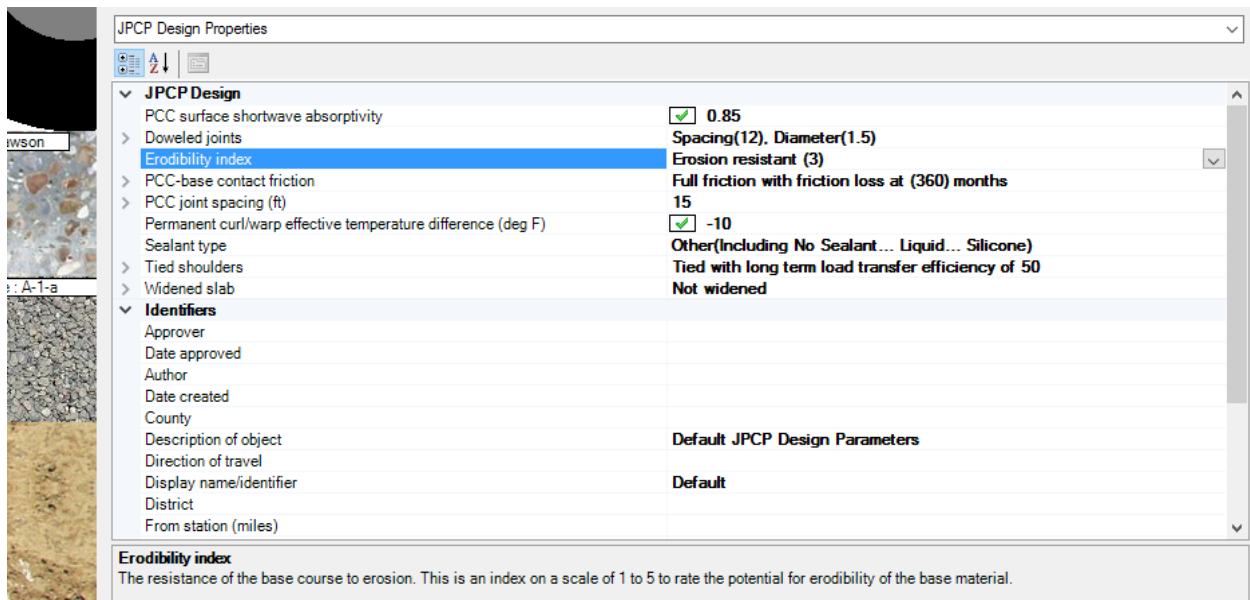 JPCP Design Properties
JPCP Design
PCC surface shortwave absorptivity 0.85
awson
Doweled joints Spacing(12), Diameter(1.5)
Erodibility index Erosion resistant (3)
PCC-base contact friction Full friction with friction loss at (360) months
PCC joint spacing (ft) 15
Permanent curl/warp effective temperature difference (deg F) -10
Sealant type Other(Including No Sealant... Liquid... Silicone)
Tied shoulders Tied with long term load transfer efficiency of 50
: A-1-a
Widened slab Not widened
Identifiers
Approver
Date approved
Author
Date created
County
Description of object Default JPCP Design Parameters
Direction of travel
Display name/identifier Default
District
From station (miles)
Erodibility index
The resistance of the base course to erosion. This is an index on a scale of 1 to 5 to rate the potential for erodibility of the base material.